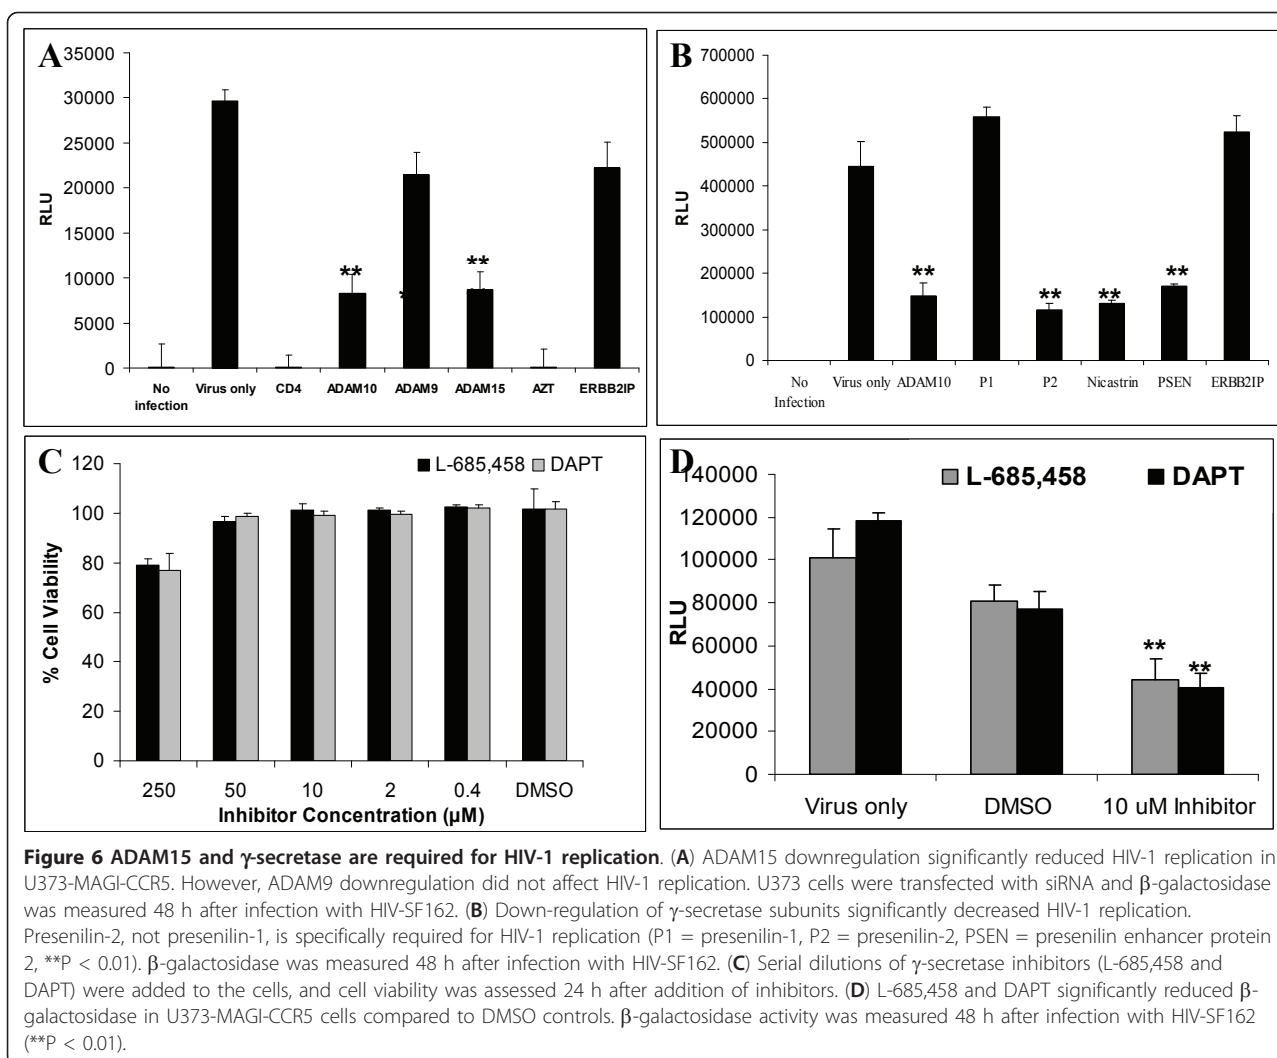 A
35000
30000
25000
20000
15000
10000
5000
0
RLU
**
**
*
No infection
Virus only
CD4
ADAM10
ADAM9
ADAM15
AZT
ERBB2IP
B
700000
600000
500000
400000
300000
200000
100000
0
RLU
**
**
**
**
No Infection
Virus only
ADAM10
P1
P2
Nicastrin
PSEN
ERBB2IP
C
L-685,458
DAPT
120
100
80
60
40
20
0
% Cell Viability
250
50
10
2
0.4
DMSO
Inhibitor Concentration (µM)
D
L-685,458
DAPT
140000
120000
100000
80000
60000
40000
20000
0
RLU
**
**
Virus only
DMSO
10 uM Inhibitor
Figure 6 ADAM15 and γ-secretase are required for HIV-1 replication. (A) ADAM15 downregulation significantly reduced HIV-1 replication in
U373-MAGI-CCR5. However, ADAM9 downregulation did not affect HIV-1 replication. U373 cells were transfected with siRNA and β-galactosidase
was measured 48 h after infection with HIV-SF162. (B) Down-regulation of γ-secretase subunits significantly decreased HIV-1 replication.
Presenilin-2, not presenilin-1, is specifically required for HIV-1 replication (P1 = presenilin-1, P2 = presenilin-2, PSEN = presenilin enhancer protein
2, **P < 0.01). β-galactosidase was measured 48 h after infection with HIV-SF162. (C) Serial dilutions of γ-secretase inhibitors (L-685,458 and
DAPT) were added to the cells, and cell viability was assessed 24 h after addition of inhibitors. (D) L-685,458 and DAPT significantly reduced β-
galactosidase in U373-MAGI-CCR5 cells compared to DMSO controls. β-galactosidase activity was measured 48 h after infection with HIV-SF162
(**P < 0.01).